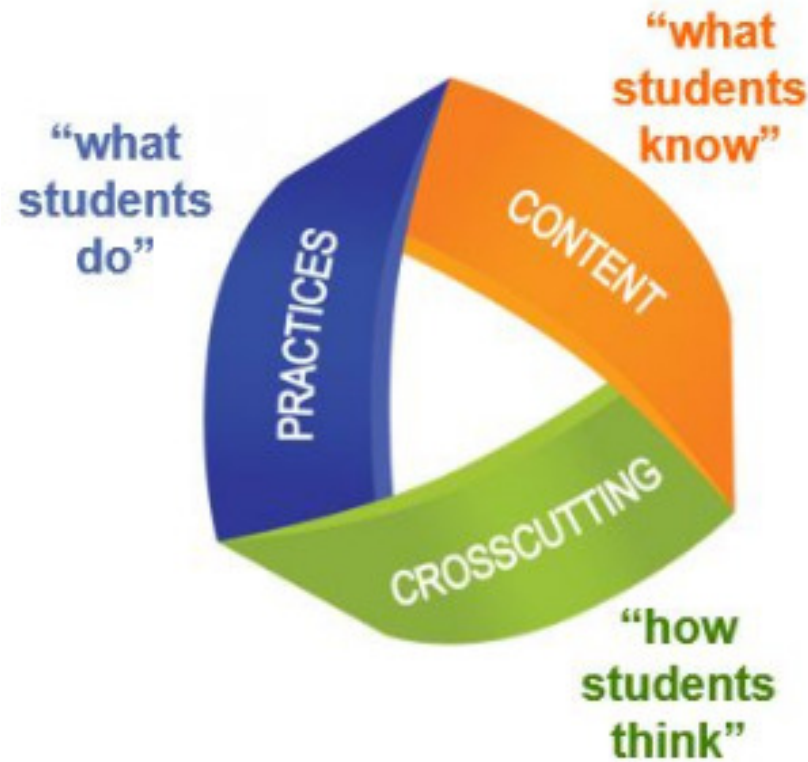 “what
students
do”
“what
students
know”
PRACTICES
CONTENT
CROSSCUTTING
“how
students
think”